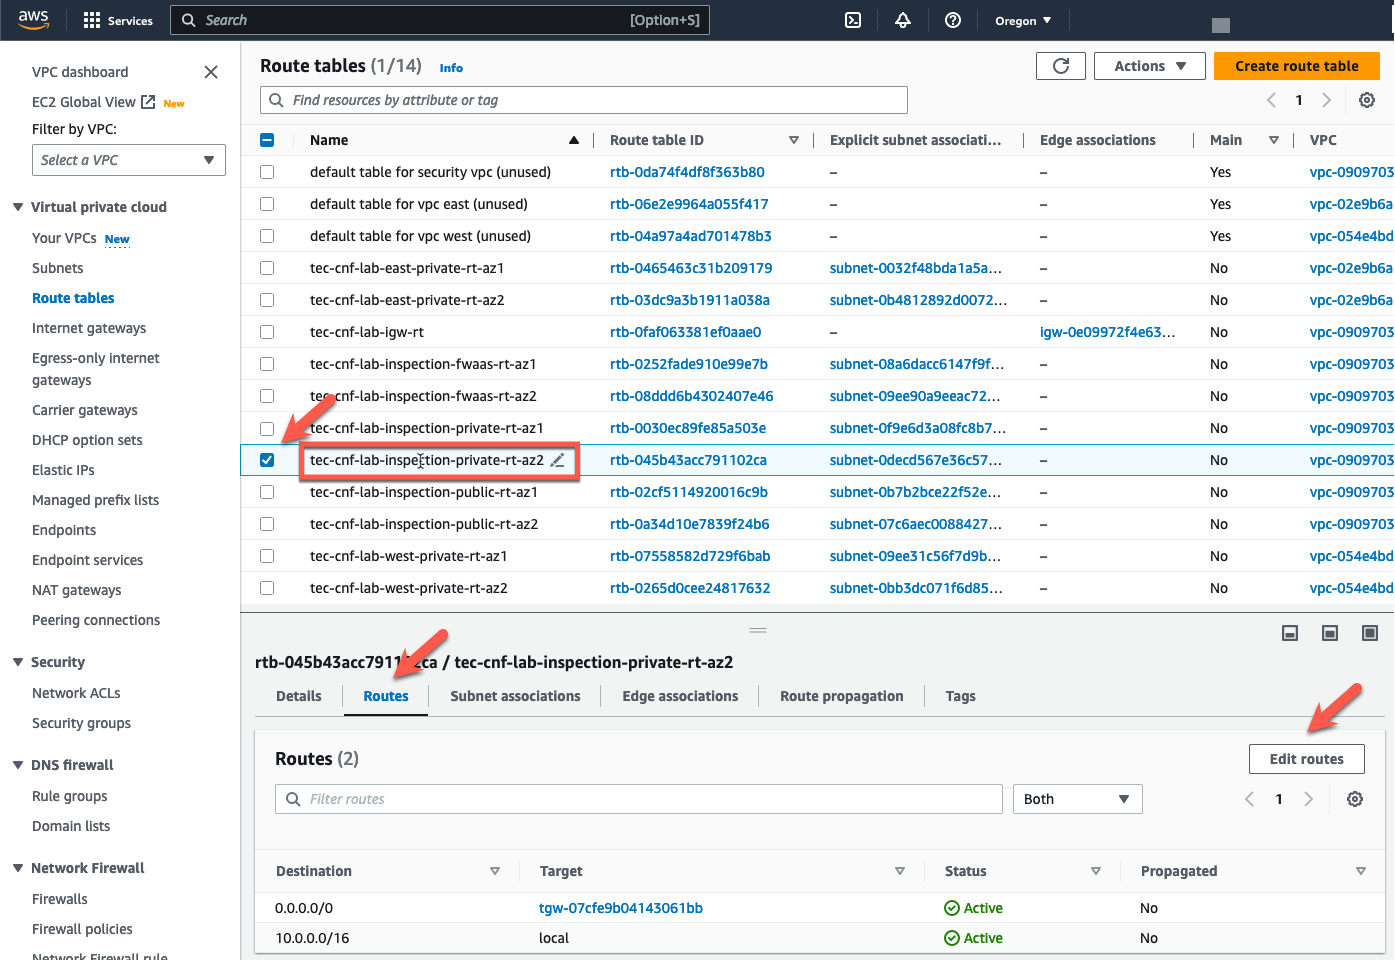 aws
Services
Search
[Option+S]
Oregon
VPC dashboard
EC2 Global View
New
Filter by VPC:
Select a VPC
Virtual private cloud
Your VPCs New
Subnets
Route tables
Internet gateways
Egress-only internet
gateways
Carrier gateways
DHCP option sets
Elastic IPs
Managed prefix lists
Endpoints
Endpoint services
NAT gateways
Peering connections
Security
Network ACLs
Security groups
DNS firewall
Rule groups
Domain lists
Network Firewall
Firewalls
Firewall policies
Network Firewall rule
Route tables (1/14) Info
Actions
Create route table
Find resources by attribute or tag
1
Name Route table ID Explicit subnet associati... Edge associations Main VPC
default table for security vpc (unused) rtb-0da74f4df8f363b80 – – Yes vpc-0909703
default table for vpc east (unused) rtb-06e2e9964a055f417 – – Yes vpc-02e9b6a
default table for vpc west (unused) rtb-04a97a4ad701478b3 – – Yes vpc-054e4bd
tec-cnf-lab-east-private-rt-az1 rtb-0465463c31b209179 subnet-0032f48bda1a5a... – No vpc-02e9b6a
tec-cnf-lab-east-private-rt-az2 rtb-03dc9a3b1911a038a subnet-0b4812892d0072... – No vpc-02e9b6a
tec-cnf-lab-igw-rt rtb-0faf063381ef0aae0 – igw-0e09972f4e63... No vpc-0909703
tec-cnf-lab-inspection-fwaas-rt-az1 rtb-0252fade910e99e7b subnet-08a6dacc6147f9f... – No vpc-0909703
tec-cnf-lab-inspection-fwaas-rt-az2 rtb-08ddd6b4302407e46 subnet-09ee90a9eeac72... – No vpc-0909703
tec-cnf-lab-inspection-private-rt-az1 rtb-0030ec89fe85a503e subnet-0f9e6d3a08fc8b7... – No vpc-0909703
tec-cnf-lab-inspection-private-rt-az2 rtb-045b43acc791102ca subnet-0decd567e36c57... – No vpc-0909703
tec-cnf-lab-inspection-public-rt-az1 rtb-02cf5114920016c9b subnet-0b7b2bce22f52e... – No vpc-0909703
tec-cnf-lab-inspection-public-rt-az2 rtb-0a34d10e7839f24b6 subnet-07c6aec0088427... – No vpc-0909703
tec-cnf-lab-west-private-rt-az1 rtb-07558582d729f6bab subnet-09ee31c56f7d9b... – No vpc-054e4bd
tec-cnf-lab-west-private-rt-az2 rtb-0265d0cee24817632 subnet-0bb3dc071f6d85... – No vpc-054e4bd
rtb-045b43acc791102ca / tec-cnf-lab-inspection-private-rt-az2
Details Routes Subnet associations Edge associations Route propagation Tags
Routes (2)
Edit routes
Filter routes
Both
1
Destination Target Status Propagated
0.0.0.0/0 tgw-07cfe9b04143061bb Active No
10.0.0.0/16 local Active No